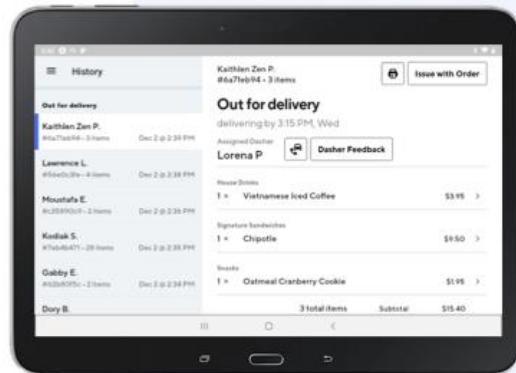 History
Out for delivery
Kaithlen Zen P.
#6a71eb94 - 3 items
Dec 2 @ 2:39 PM
Lawrence L.
Dec 2 @ 2:38 PM
Moustafa E.
Dec 2 @ 2:36 PM
Kodiak S.
Dec 2 @ 2:35 PM
Gabby E.
Dec 2 @ 2:34 PM
Dory B.
Kaithlen Zen P.
#6a71eb94 - 3 items
Issue with Order
Out for delivery
delivering by 3:15 PM, Wed
Assigned Dasher
Lorena P
Dasher Feedback
House Drinks
1 × Vietnamese Iced Coffee $3.95
Signature Sandwiches
1 × Chipotle $9.50
Snacks
1 × Oatmeal Cranberry Cookie $1.95
3 total items Subtotal $15.40